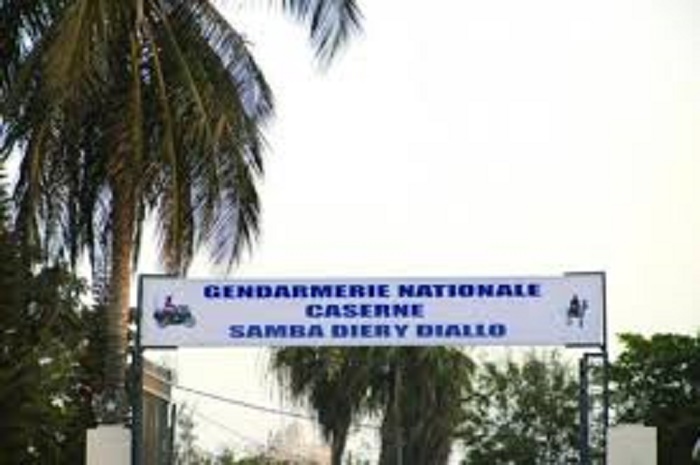 GENDARMERIE NATIONALE
CASERNE
SAMBA DIERY DIALLO